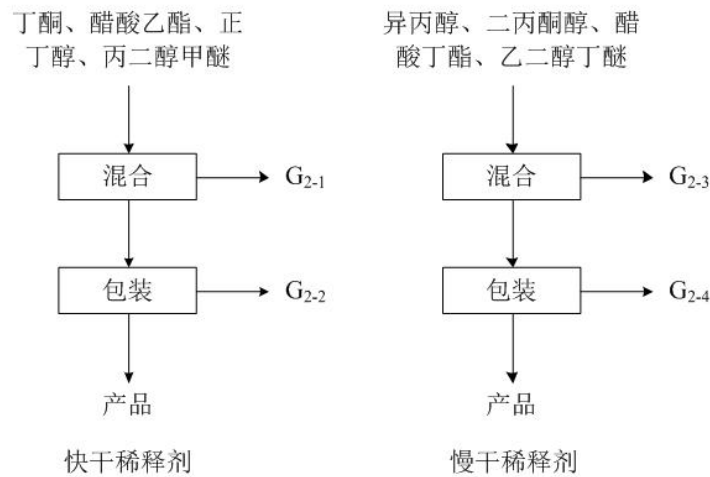 丁酮、醋酸乙酯、正
丁醇、丙二醇甲醚
混合
G2-1
包装
G2-2
产品
快干稀释剂
异丙醇、二丙酮醇、醋
酸丁酯、乙二醇丁醚
混合
G2-3
包装
G2-4
产品
慢干稀释剂